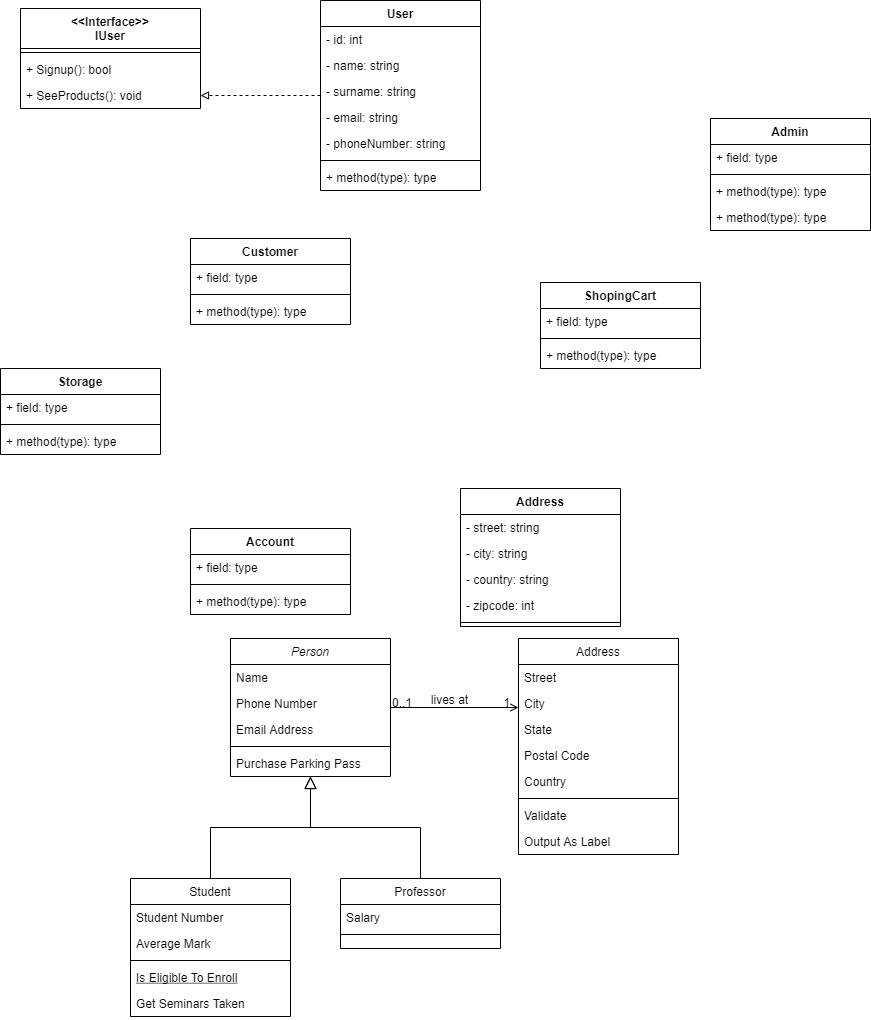 <<Interface>>
IUser
+ Signup(): bool
+ SeeProducts(): void
User
- id: int
- name: string
- surname: string
- email: string
- phoneNumber: string
+ method(type): type
Admin
+ field: type
+ method(type): type
+ method(type): type
Customer
+ field: type
+ method(type): type
ShopingCart
+ field: type
+ method(type): type
Storage
+ field: type
+ method(type): type
Address
- street: string
- city: string
- country: string
- zipcode: int
Account
+ field: type
+ method(type): type
Person
Name
Phone Number
Email Address
Purchase Parking Pass
0..1
lives at
1
Address
Street
City
State
Postal Code
Country
Validate
Output As Label
Student
Student Number
Average Mark
Is Eligible To Enroll
Get Seminars Taken
Professor
Salary